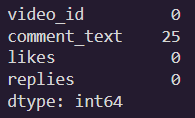 video_id         0
comment_text    25
likes            0
replies          0
dtype: int64